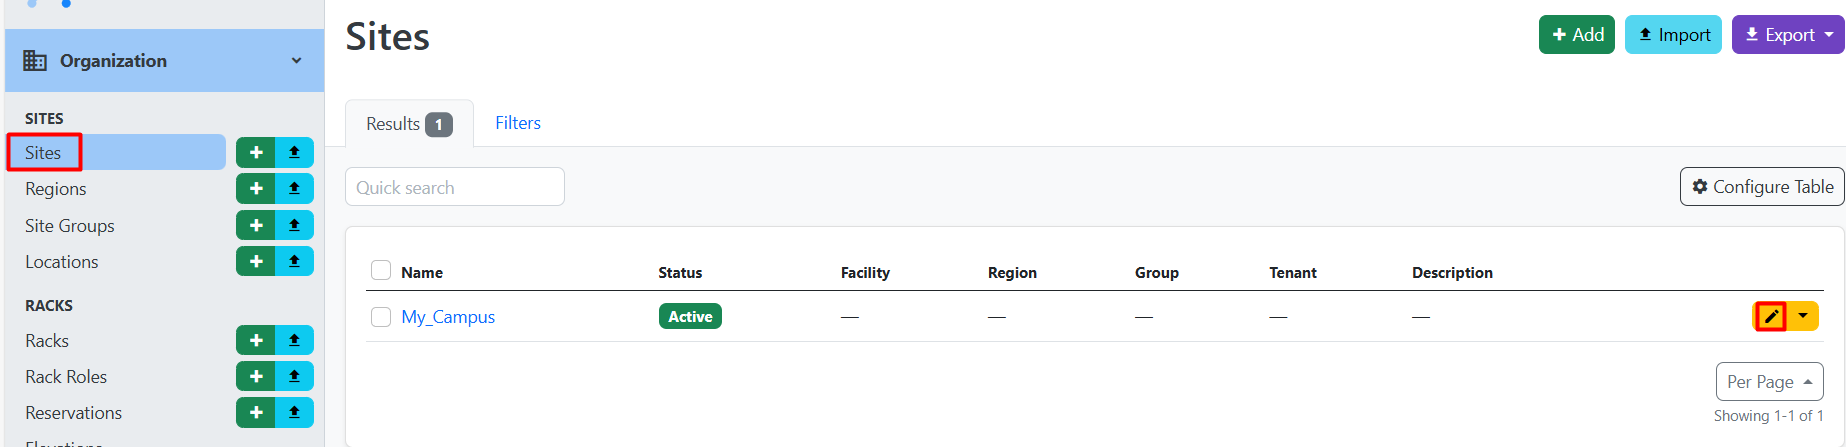 Organization
SITES
Sites
Regions
Site Groups
Locations
RACKS
Racks
Rack Roles
Reservations
Elevations
Sites
Add
Import
Export
Results 1
Filters
Quick search
Configure Table
Name Status Facility Region Group Tenant Description
My_Campus Active — — — — —
Per Page
Showing 1-1 of 1